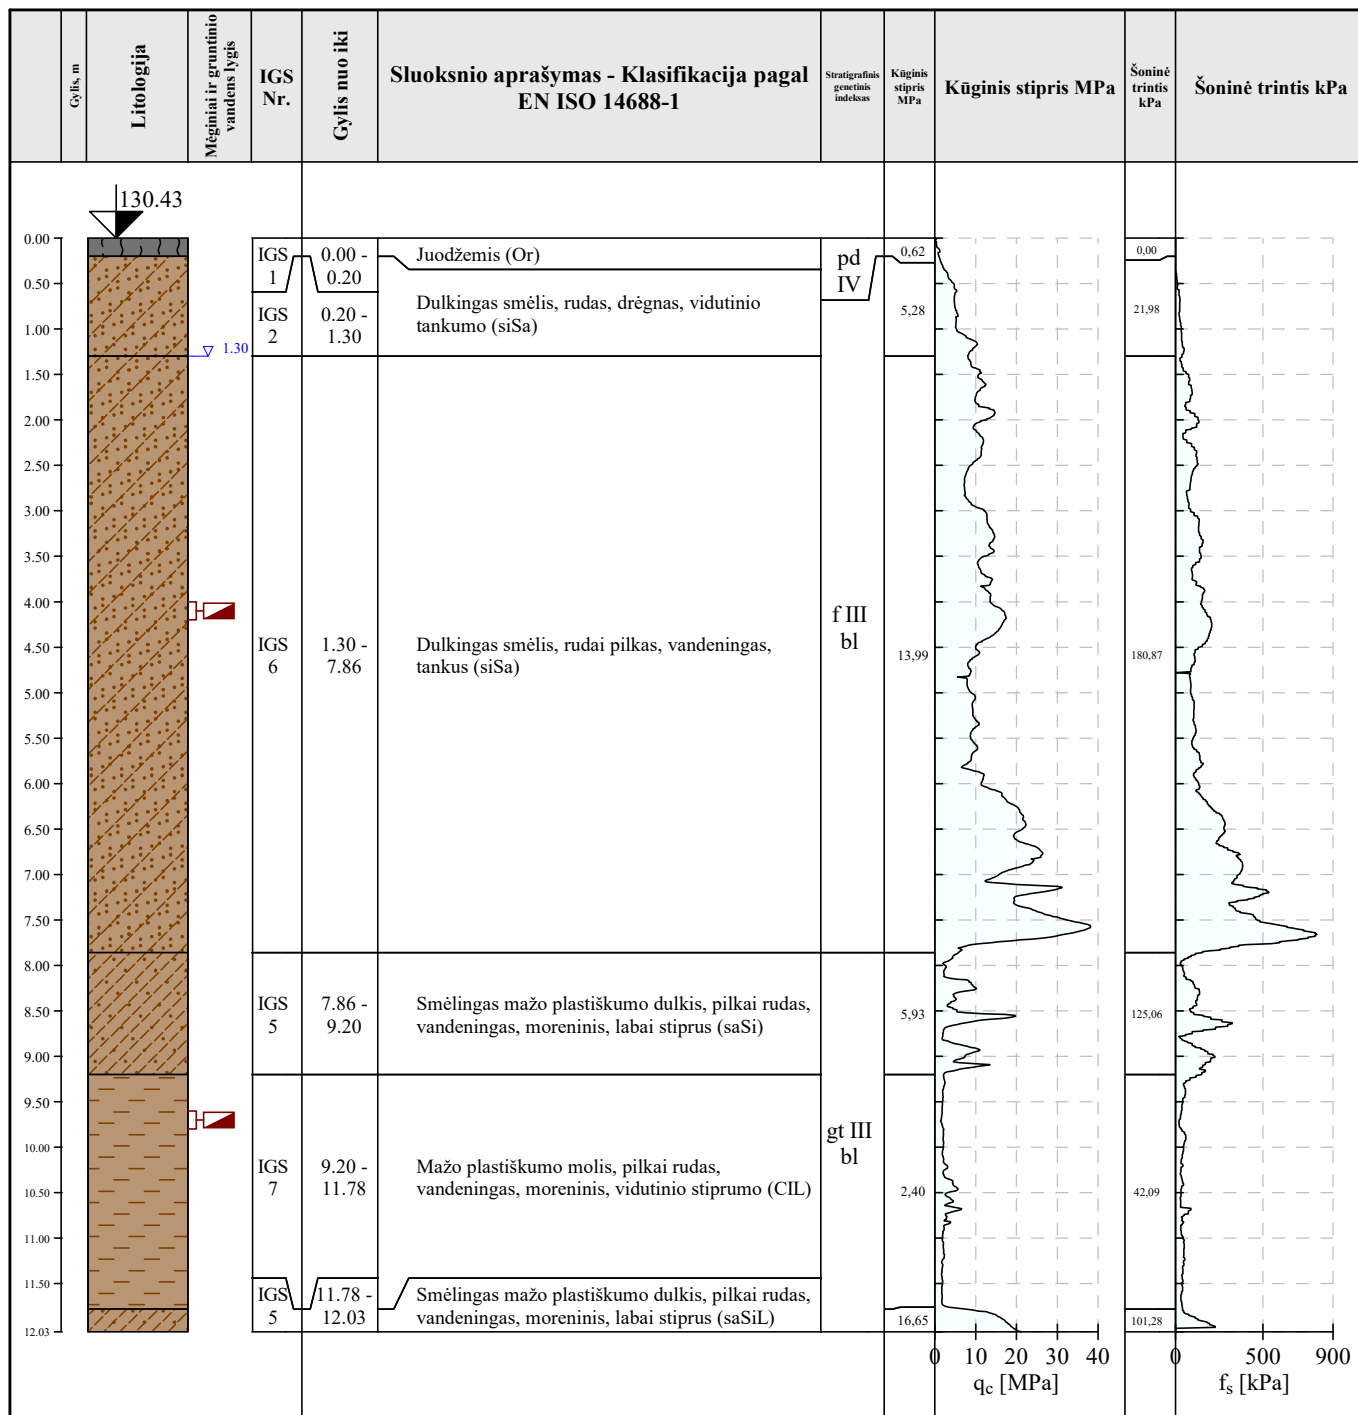 Gylis, m
Litologija
Mėginiai ir gruntinio
vandens lygis
IGS
Nr.
Gylis nuo iki
Sluoksnio aprašymas - Klasifikacija pagal
EN ISO 14688-1
Stratigrafinis
genetinis
indeksas
Kūginis
stipris
MPa
Kūginis stipris MPa
Šoninė
trintis
kPa
Šoninė trintis kPa
130.43
0.00
0.50
1.00
1.50
2.00
2.50
3.00
3.50
4.00
4.50
5.00
5.50
6.00
6.50
7.00
7.50
8.00
8.50
9.00
9.50
10.00
10.50
11.00
11.50
12.03
1.30
IGS
1
0.00 -
0.20
Juodžemis (Or)
pd
IV
0,62
0,00
IGS
2
0.20 -
1.30
Dulkingas smėlis, rudas, drėgnas, vidutinio
tankumo (siSa)
5,28
21,98
IGS
6
1.30 -
7.86
Dulkingas smėlis, rudai pilkas, vandeningas,
tankus (siSa)
f III
bl
13,99
180,87
IGS
5
7.86 -
9.20
Smėlingas mažo plastiškumo dulkis, pilkai rudas,
vandeningas, moreninis, labai stiprus (saSi)
5,93
125,06
gt III
bl
IGS
7
9.20 -
11.78
Mažo plastiškumo molis, pilkai rudas,
vandeningas, moreninis, vidutinio stiprumo (CIL)
2,40
42,09
IGS
5
11.78 -
12.03
Smėlingas mažo plastiškumo dulkis, pilkai rudas,
vandeningas, moreninis, labai stiprus (saSiL)
16,65
101,28
0 10 20 30 40
qc [MPa]
0 500 900
fs [kPa]